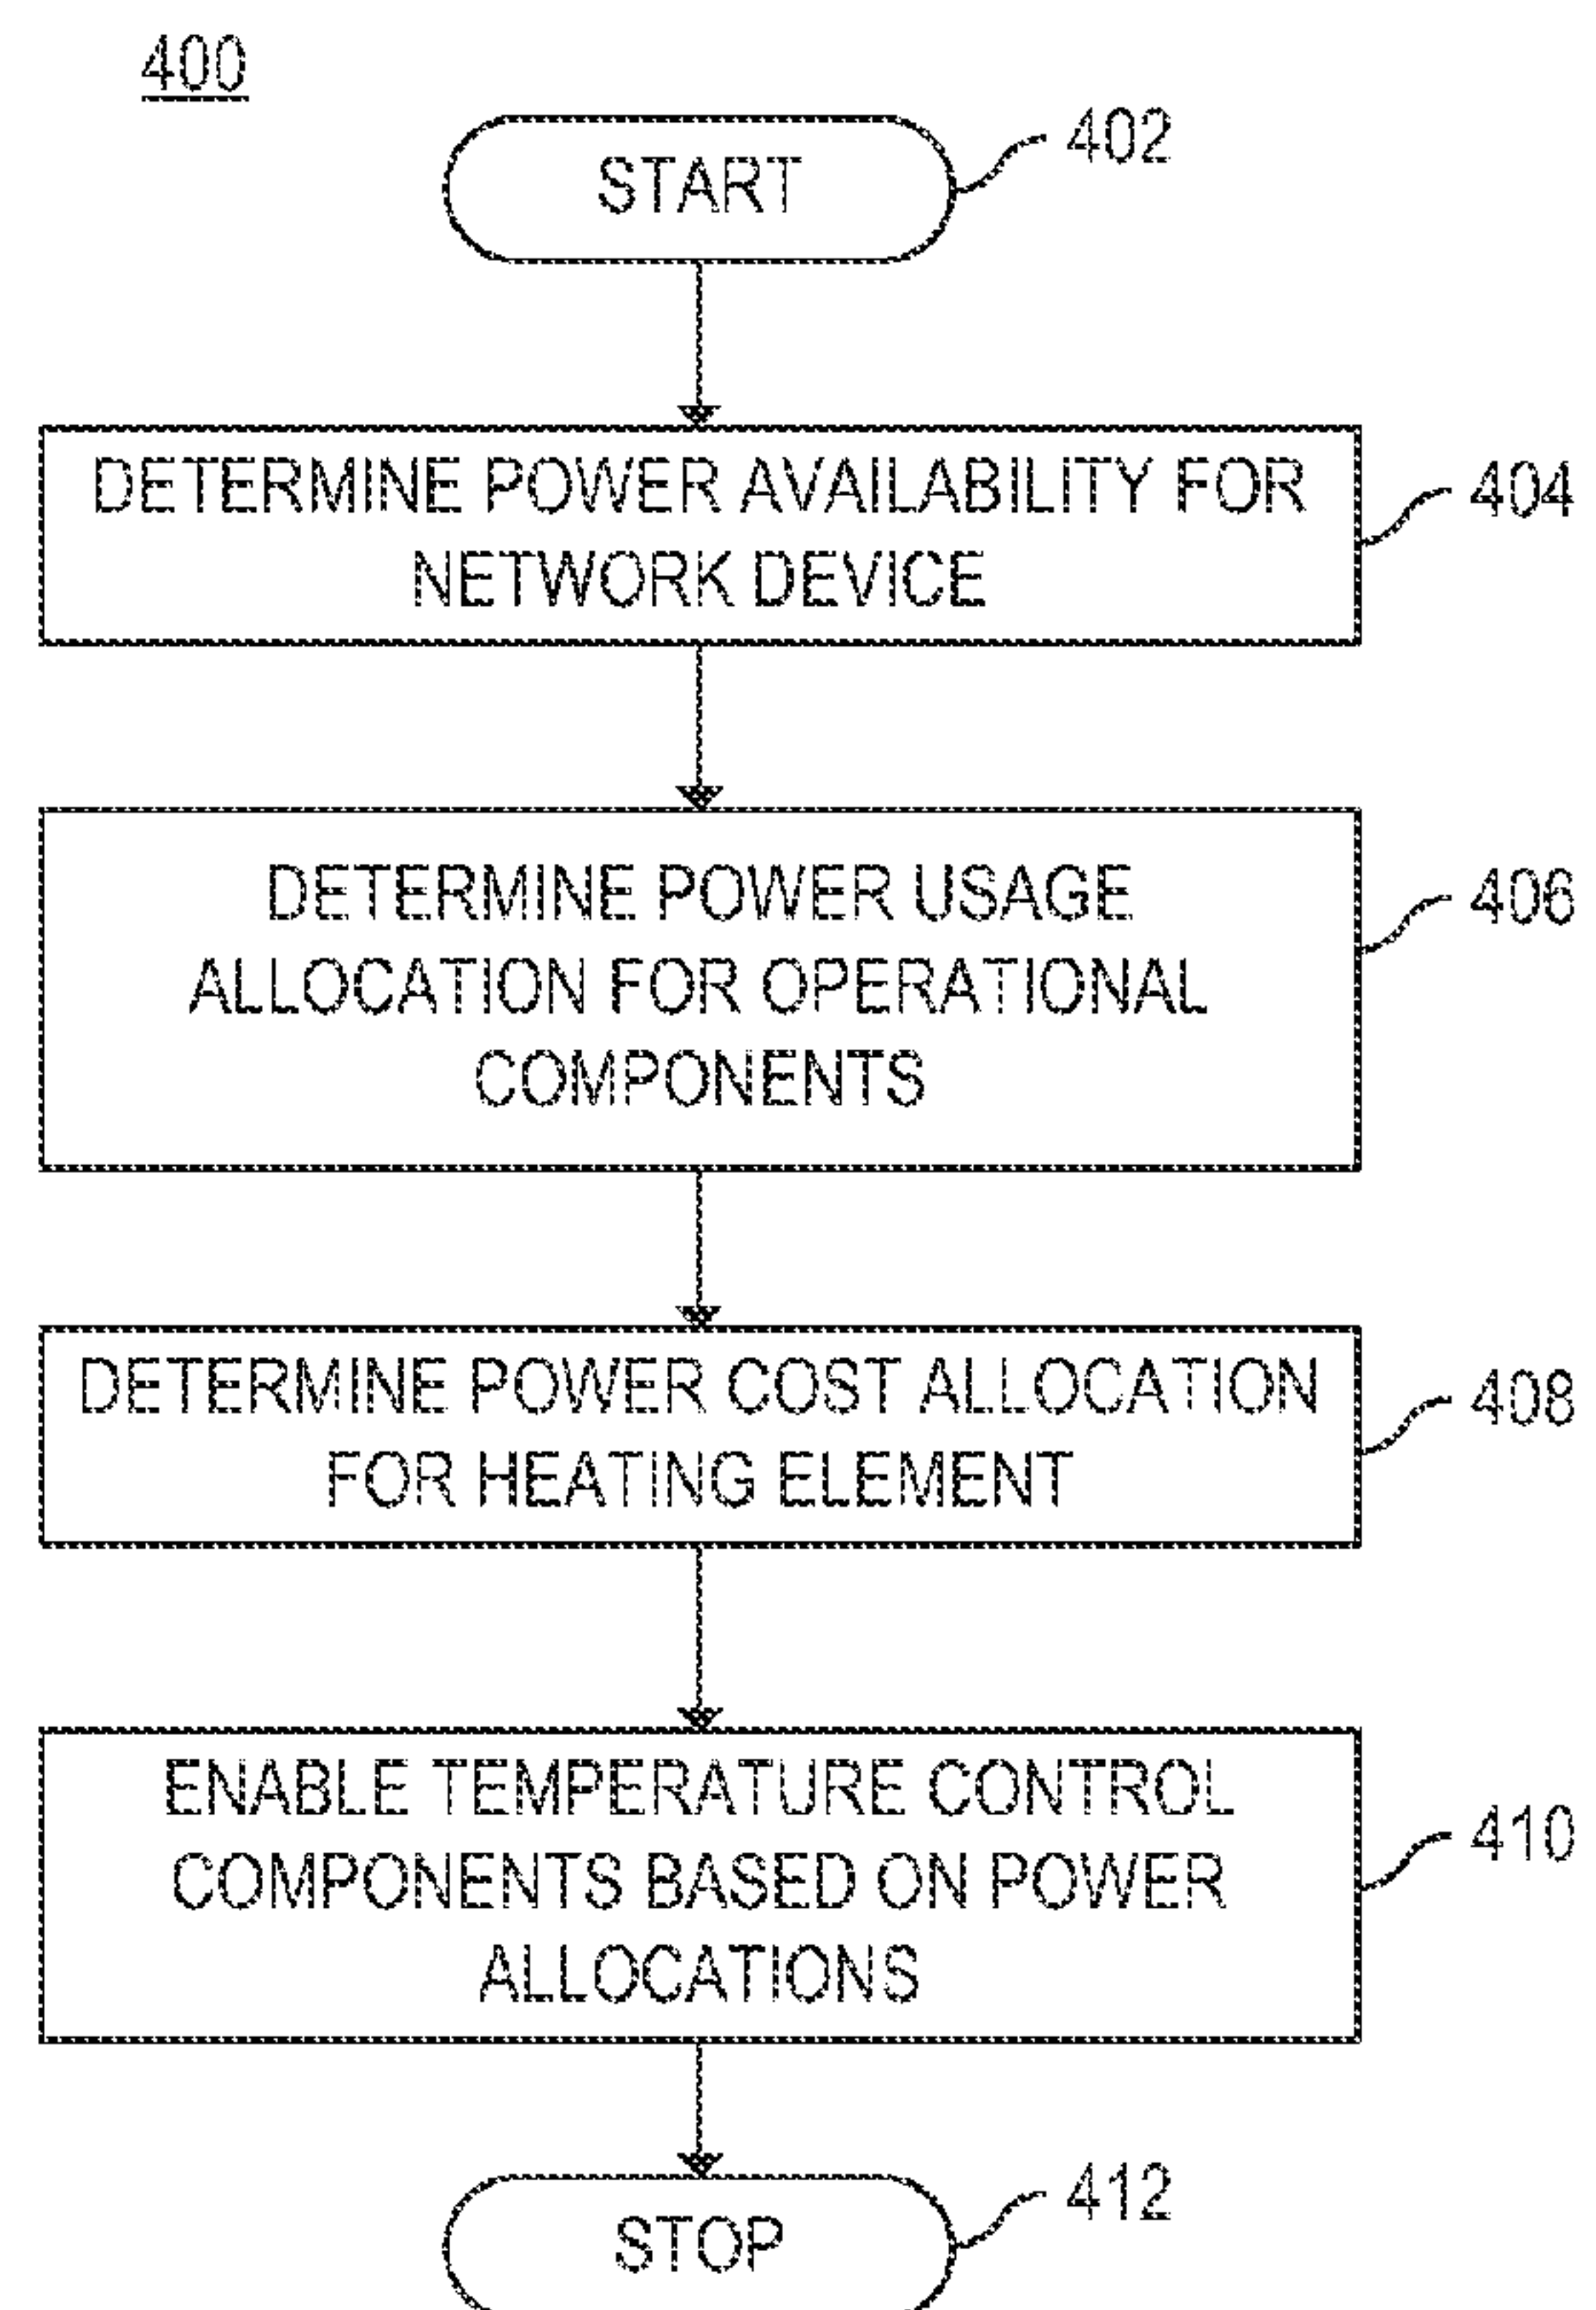 400
START
402
DETERMINE POWER AVAILABILITY FOR
NETWORK DEVICE
404
DETERMINE POWER USAGE
ALLOCATION FOR OPERATIONAL
COMPONENTS
406
DETERMINE POWER COST ALLOCATION
FOR HEATING ELEMENT
408
ENABLE TEMPERATURE CONTROL
COMPONENTS BASED ON POWER
ALLOCATIONS
410
STOP
412